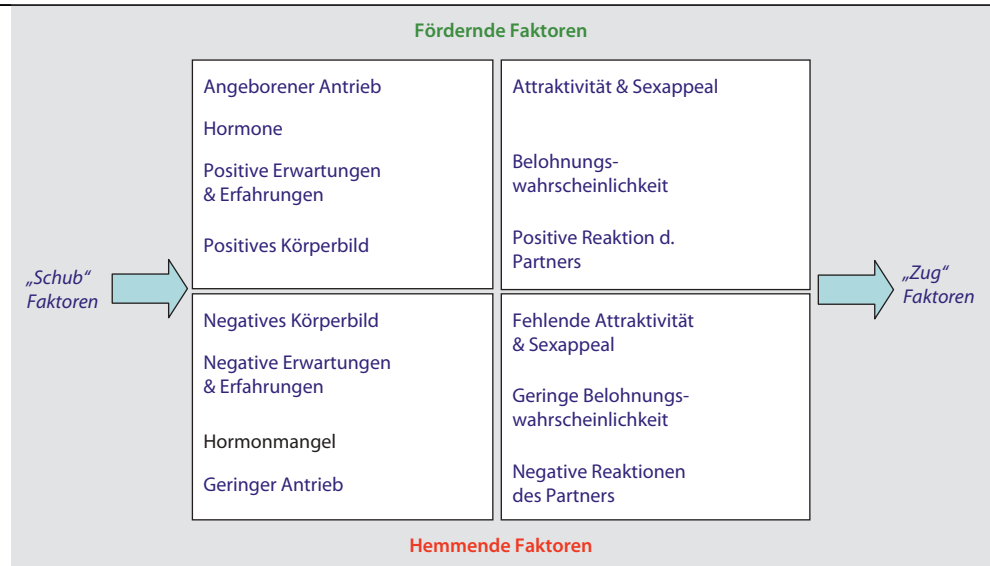 Fördernde Faktoren
Angeborener Antrieb
Hormone
Positive Erwartungen
& Erfahrungen
Positives Körperbild
Attraktivität & Sexappeal
Belohnungs-
wahrscheinlichkeit
Positive Reaktion d.
Partners
„Schub“
Faktoren
„Zug“
Faktoren
Negatives Körperbild
Negative Erwartungen
& Erfahrungen
Hormonmangel
Geringer Antrieb
Fehlende Attraktivität
& Sexappeal
Geringe Belohnungs-
wahrscheinlichkeit
Negative Reaktionen
des Partners
Hemmende Faktoren